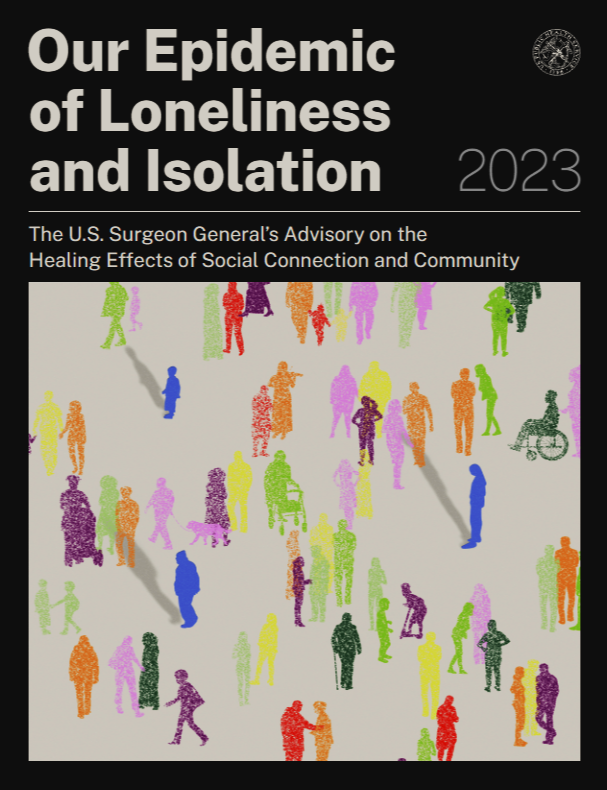 Our Epidemic
of Loneliness
and Isolation
2023
The U.S. Surgeon General's Advisory on the
Healing Effects of Social Connection and Community